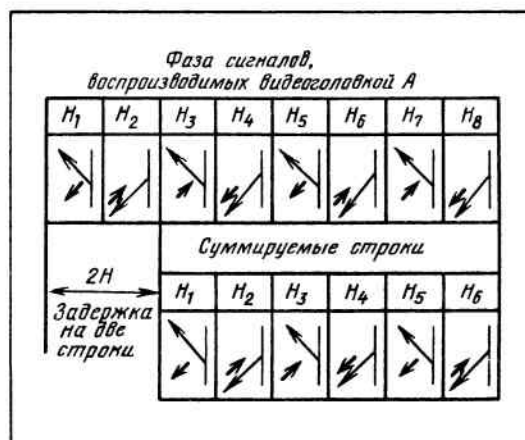 Фаза сигналов,
воспроизводимых видеоголовкой А
H₁ H₂ H₃ H₄ H₅ H₆ H₇ H₈
Суммируемые строки
2H
H₁ H₂ H₃ H₄ H₅ H₆
Задержка
на две
строки